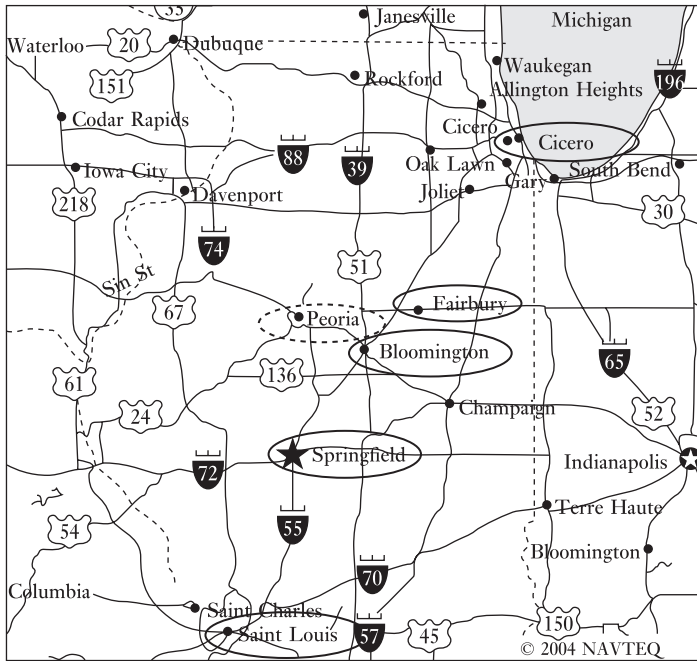 35
Janesville
Michigan
Waterloo
20
Dubuque
Waukegan
151
Rockford
Allington Heights
196
Codar Rapids
Cicero
Cicero
88
39
Oak Lawn
Iowa City
South Bend
Gary
Joliet
Davenport
218
30
74
51
Sin St
67
Fairbury
Peoria
Bloomington
65
136
61
24
52
Champaign
Springfield
Indianapolis
72
Terre Haute
55
54
Bloomington
70
Columbia
Saint Charles
Saint Louis
57
45
150
© 2004 NAVTEQ